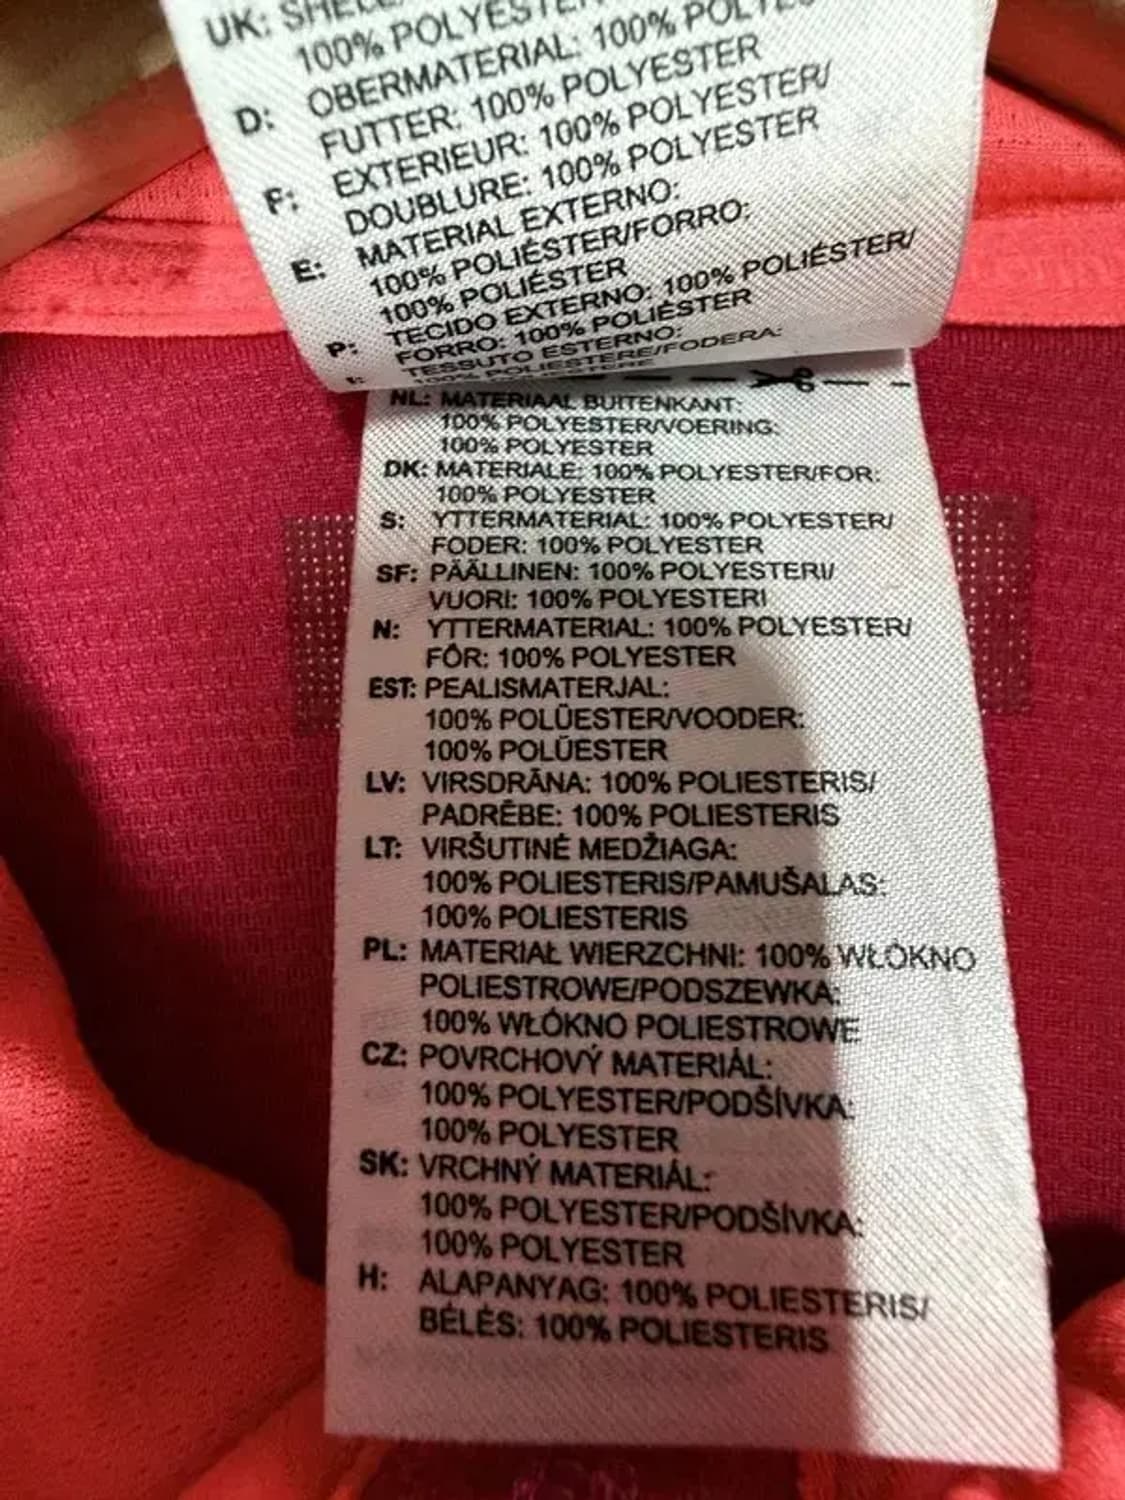 UK: SHELL
100% POLYESTER
D: OBERMATERIAL: 100% POLYES
FUTTER: 100% POLYESTER
F: EXTERIEUR: 100% POLYESTER/
DOUBLURE: 100% POLYESTER
E: MATERIAL EXTERNO:
100% POLIÉSTER/FORRO:
100% POLIÉSTER
P: TECIDO EXTERNO: 100% POLIÉSTER/
FORRO: 100% POLIÉSTER
I: TESSUTO ESTERNO:
100% POLIESTERE/FODERA:
NL: MATERIAAL BUITENKANT:
100% POLYESTER/VOERING:
100% POLYESTER
DK: MATERIALE: 100% POLYESTER/FOR:
100% POLYESTER
S: YTTERMATERIAL: 100% POLYESTER/
FODER: 100% POLYESTER
SF: PÄÄLLINEN: 100% POLYESTERI/
VUORI: 100% POLYESTERI
N: YTTERMATERIAL: 100% POLYESTER/
FÔR: 100% POLYESTER
EST: PEALISMATERJAL:
100% POLÜESTER/VOODER:
100% POLÜESTER
LV: VIRSDRĀNA: 100% POLIESTERIS/
PADRĒBE: 100% POLIESTERIS
LT: VIRŠUTINĖ MEDŽIAGA:
100% POLIESTERIS/PAMUŠALAS:
100% POLIESTERIS
PL: MATERIAŁ WIERZCHNI: 100% WŁÓKNO
POLIESTROWE/PODSZEWKA:
100% WŁÓKNO POLIESTROWE
CZ: POVRCHOVÝ MATERIÁL:
100% POLYESTER/PODŠÍVKA:
100% POLYESTER
SK: VRCHNÝ MATERIÁL:
100% POLYESTER/PODŠÍVKA:
100% POLYESTER
H: ALAPANYAG: 100% POLIESTERIS/
BÉLÉS: 100% POLIESTERIS